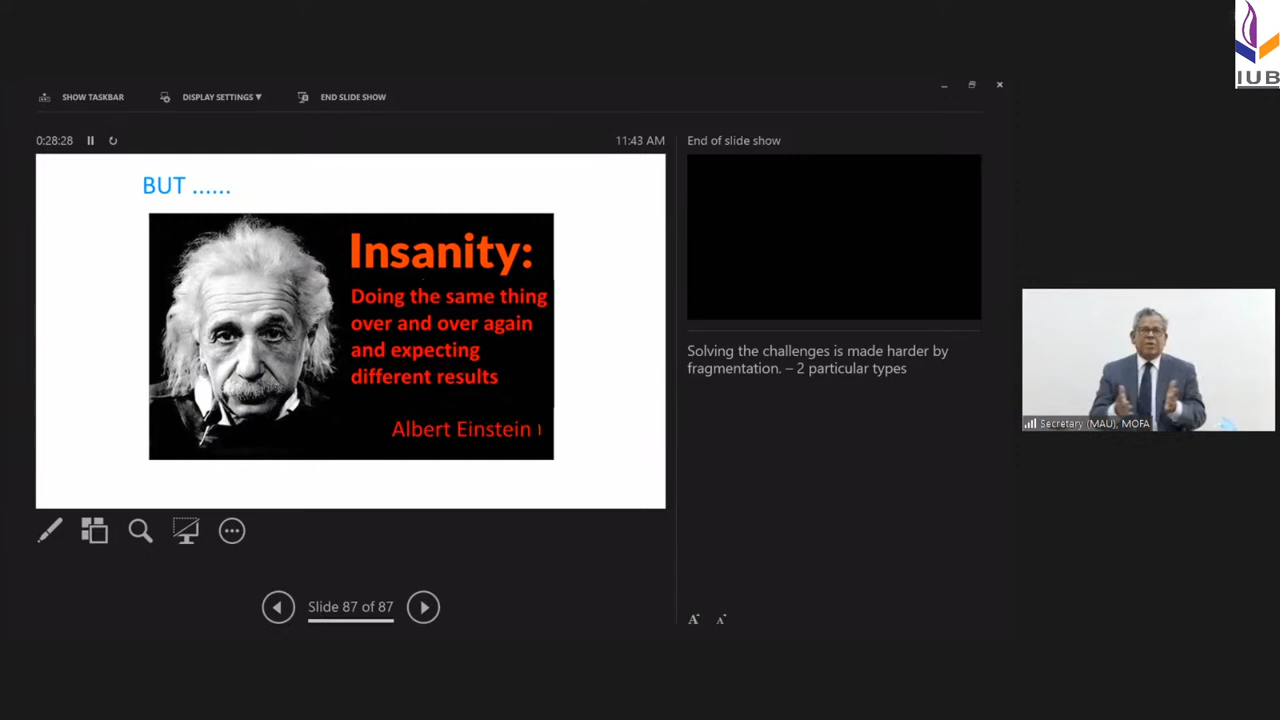 IUB
SHOW TASKBAR
DISPLAY SETTINGS ▼
END SLIDE SHOW
0:28:28
11:43 AM
End of slide show
BUT ......
Insanity:
Doing the same thing
over and over again
and expecting
different results
Albert Einstein
Solving the challenges is made harder by
fragmentation. – 2 particular types
Secretary (MAU), MOFA
Slide 87 of 87
A A